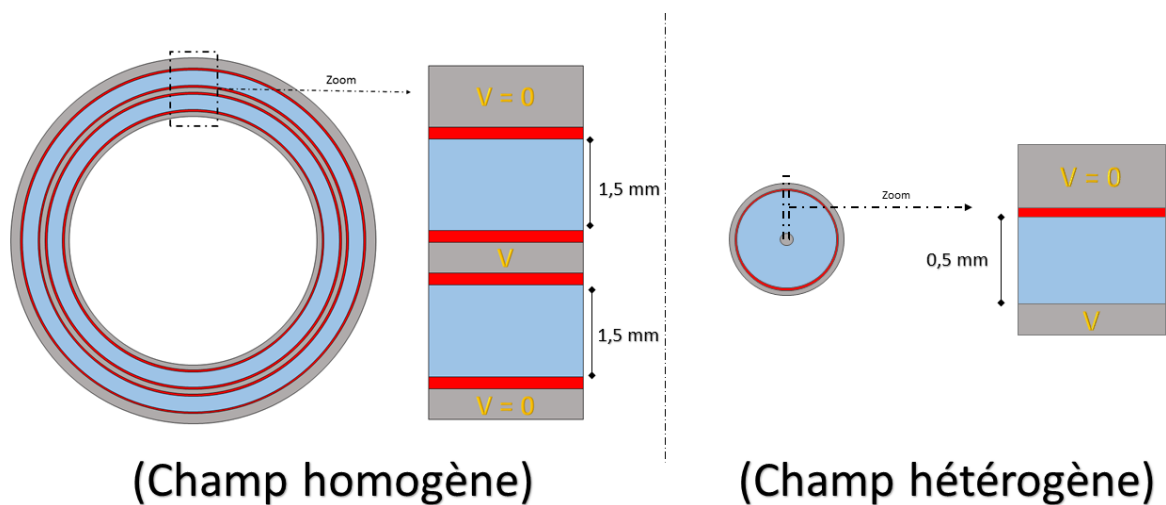 Zoom
V = 0
1,5 mm
V
1,5 mm
V = 0
(Champ homogène)
Zoom
V = 0
0,5 mm
V
(Champ hétérogène)